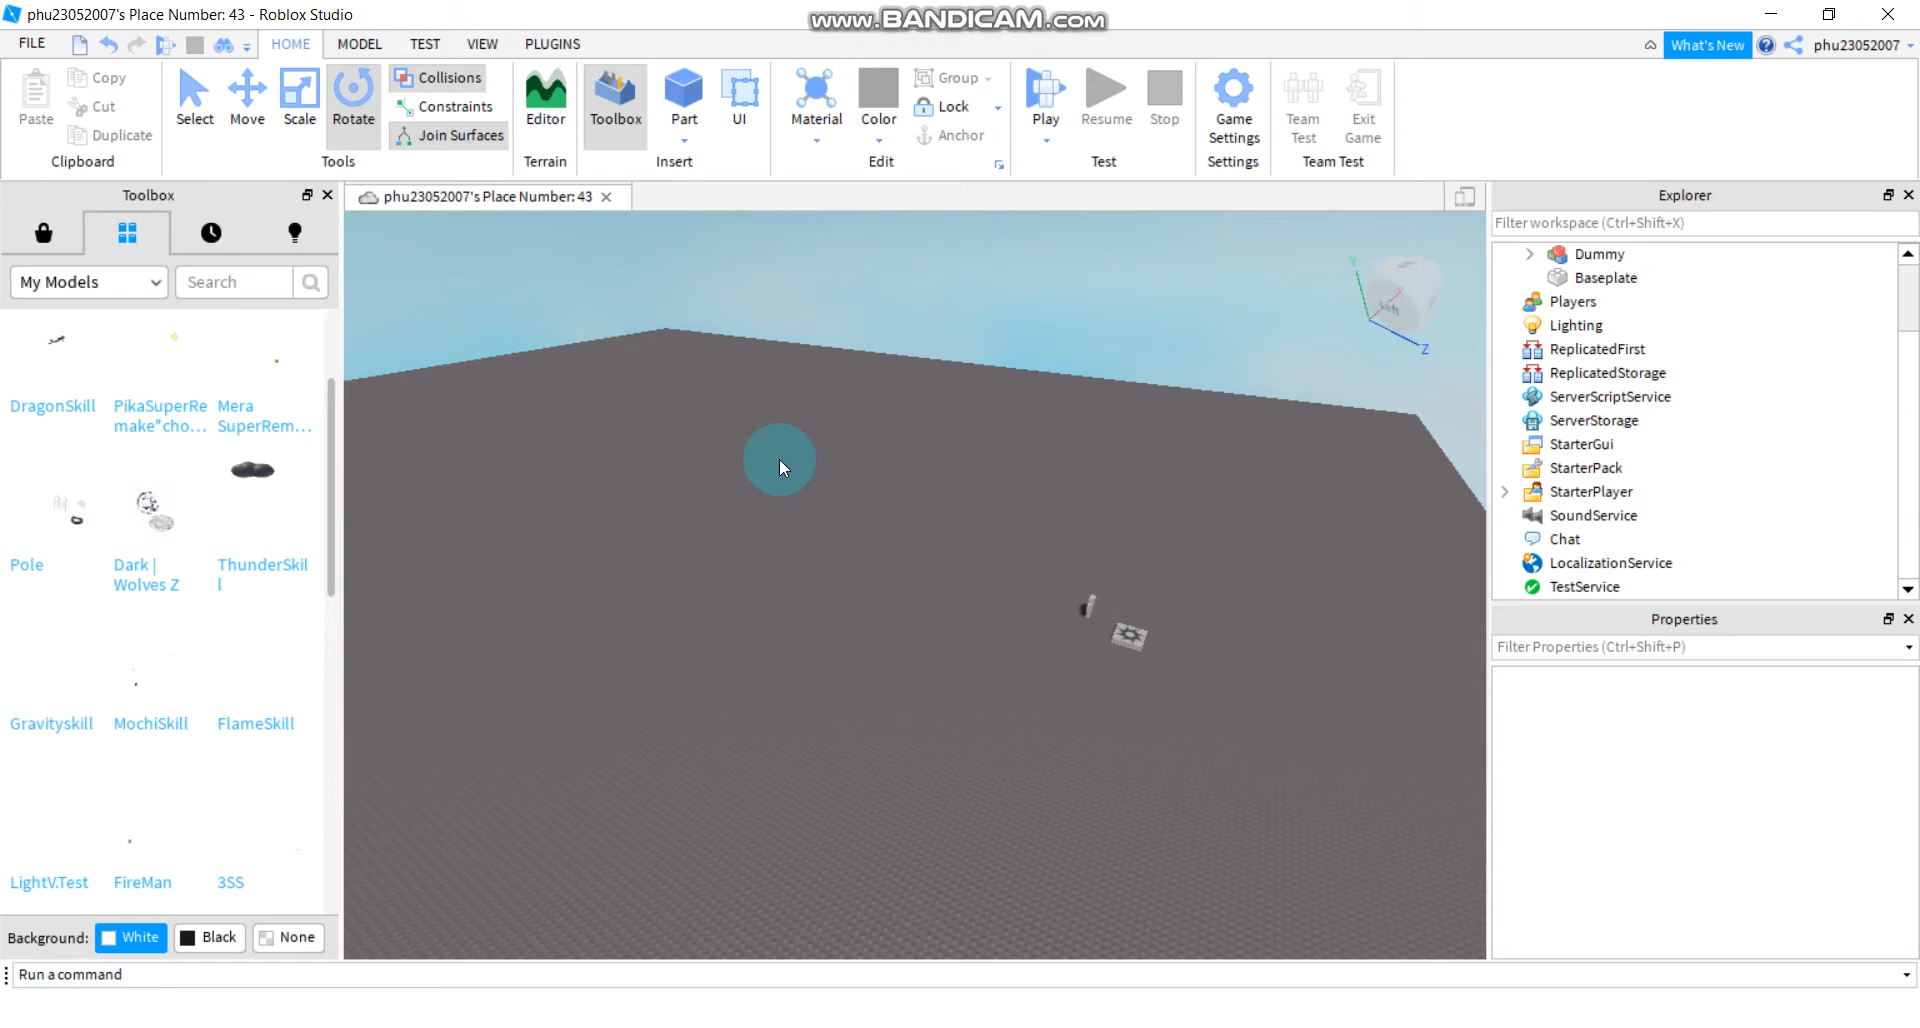 phu23052007's Place Number: 43 - Roblox Studio
www.BANDICAM.com
FILE
HOME
MODEL
TEST
VIEW
PLUGINS
What's New
phu23052007
Paste
Copy
Cut
Duplicate
Clipboard
Select
Move
Scale
Rotate
Collisions
Constraints
Join Surfaces
Tools
Editor
Terrain
Toolbox
Part
UI
Insert
Material
Color
Group
Lock
Anchor
Edit
Play
Resume
Stop
Test
Game
Settings
Settings
Team
Test
Exit
Game
Team Test
Toolbox
My Models
Search
DragonSkill
PikaSuperRe
make"cho...
Mera
SuperRem...
Pole
Dark |
Wolves Z
ThunderSkil
l
Gravityskill
MochiSkill
FlameSkill
LightV.Test
FireMan
3SS
Background:
White
Black
None
phu23052007's Place Number: 43
Y
Z
Explorer
Filter workspace (Ctrl+Shift+X)
Dummy
Baseplate
Players
Lighting
ReplicatedFirst
ReplicatedStorage
ServerScriptService
ServerStorage
StarterGui
StarterPack
StarterPlayer
SoundService
Chat
LocalizationService
TestService
Properties
Filter Properties (Ctrl+Shift+P)
Run a command